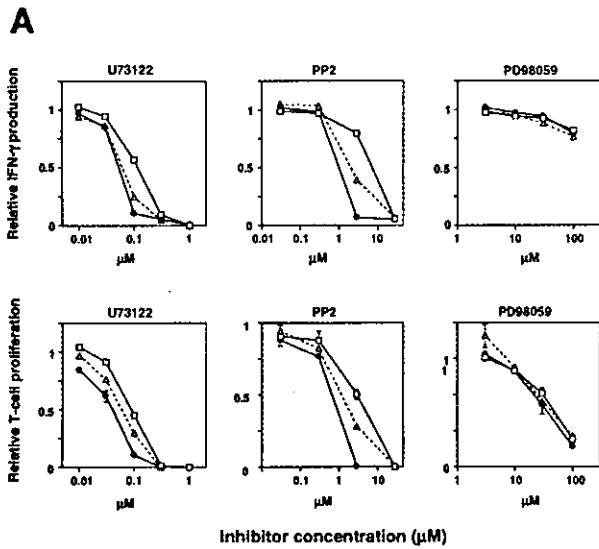 A
U73122
PP2
PD98059
Relative IFN-γ production
1
0.5
0
0.01
0.1
1
µM
1
0.5
0
0.01
0.1
1
10
µM
1
0.5
0
1
10
100
µM
U73122
PP2
PD98059
Relative T-cell proliferation
1
0.5
0
0.01
0.1
1
µM
1
0.5
0
0.01
0.1
1
10
µM
1
0
1
10
100
µM
Inhibitor concentration (µM)